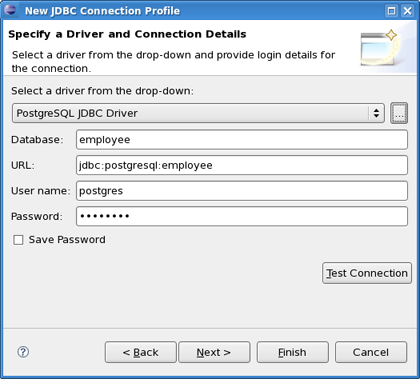 New JDBC Connection Profile
Specify a Driver and Connection Details
Select a driver from the drop-down and provide login details for
the connection.
Select a driver from the drop-down:
PostgreSQL JDBC Driver
...
Database: employee
URL: jdbc:postgresql:employee
User name: postgres
Password: ••••••••
Save Password
Test Connection
? < Back Next > Finish Cancel